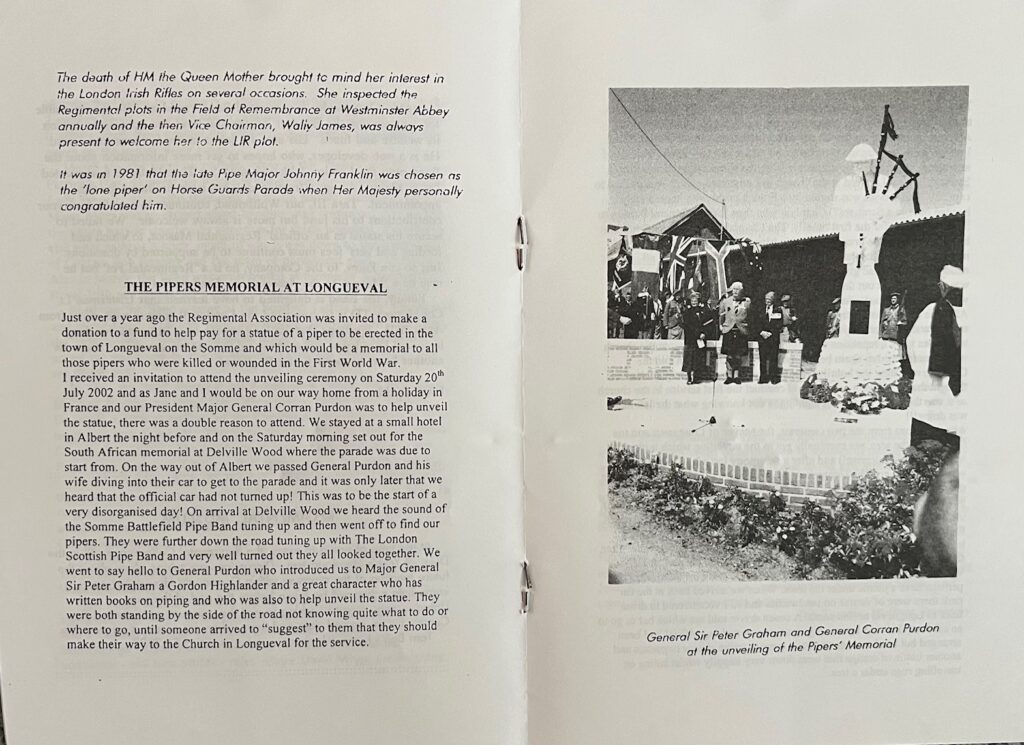 The death of HM the Queen Mother brought to mind her interest in
the London Irish Rifles on several occasions. She inspected the
Regimental plots in the Field of Remembrance at Westminster Abbey
annually and the then Vice Chairman, Wally James, was always
present to welcome her to the LIR plot.
It was in 1981 that the late Pipe Major Johnny Franklin was chosen as
the 'lone piper' on Horse Guards Parade when Her Majesty personally
congratulated him.
THE PIPERS MEMORIAL AT LONGUEVAL
Just over a year ago the Regimental Association was invited to make a
donation to a fund to help pay for a statue of a piper to be erected in the
town of Longueval on the Somme and which would be a memorial to all
those pipers who were killed or wounded in the First World War.
I received an invitation to attend the unveiling ceremony on Saturday 20th
July 2002 and as Jane and I would be on our way home from a holiday in
France and our President Major General Corran Purdon was to help unveil
the statue, there was a double reason to attend. We stayed at a small hotel
in Albert the night before and on the Saturday morning set out for the
South African memorial at Delville Wood where the parade was due to
start from. On the way out of Albert we passed General Purdon and his
wife diving into their car to get to the parade and it was only later that we
heard that the official car had not turned up! This was to be the start of a
very disorganised day! On arrival at Delville Wood we heard the sound of
the Somme Battlefield Pipe Band tuning up and then went off to find our
pipers. They were further down the road tuning up with The London
Scottish Pipe Band and very well turned out they all looked together. We
went to say hello to General Purdon who introduced us to Major General
Sir Peter Graham a Gordon Highlander and a great character who has
written books on piping and who was also to help unveil the statue. They
were both standing by the side of the road not knowing quite what to do or
where to go, until someone arrived to “suggest” to them that they should
make their way to the Church in Longueval for the service.
General Sir Peter Graham and General Corran Purdon
at the unveiling of the Pipers' Memorial